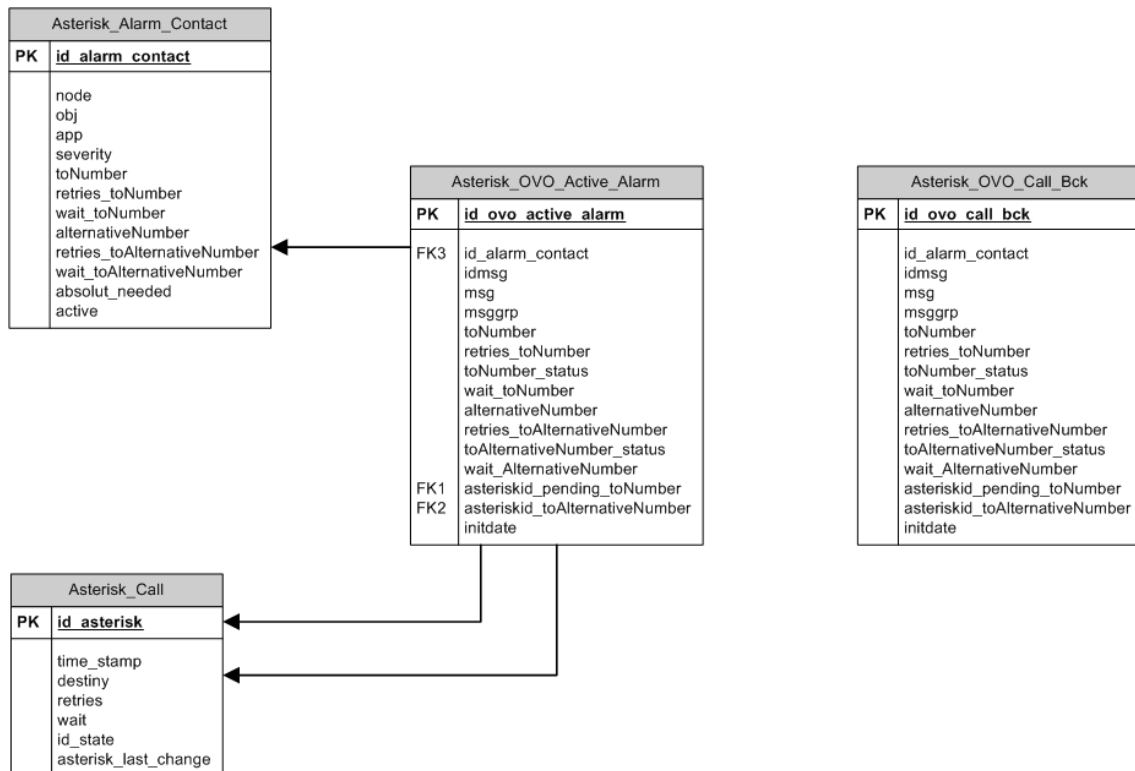 Asterisk_Alarm_Contact
PK id_alarm_contact
node
obj
app
severity
toNumber
retries_toNumber
wait_toNumber
alternativeNumber
retries_toAlternativeNumber
wait_toAlternativeNumber
absolut_needed
active
Asterisk_OVO_Active_Alarm
PK id_ovo_active_alarm
FK3 id_alarm_contact
idmsg
msg
msggrp
toNumber
retries_toNumber
toNumber_status
wait_toNumber
alternativeNumber
retries_toAlternativeNumber
toAlternativeNumber_status
wait_AlternativeNumber
FK1 asteriskid_pending_toNumber
FK2 asteriskid_toAlternativeNumber
initdate
Asterisk_OVO_Call_Bck
PK id_ovo_call_bck
id_alarm_contact
idmsg
msg
msggrp
toNumber
retries_toNumber
toNumber_status
wait_toNumber
alternativeNumber
retries_toAlternativeNumber
toAlternativeNumber_status
wait_AlternativeNumber
asteriskid_pending_toNumber
asteriskid_toAlternativeNumber
initdate
Asterisk_Call
PK id_asterisk
time_stamp
destiny
retries
wait
id_state
asterisk_last_change